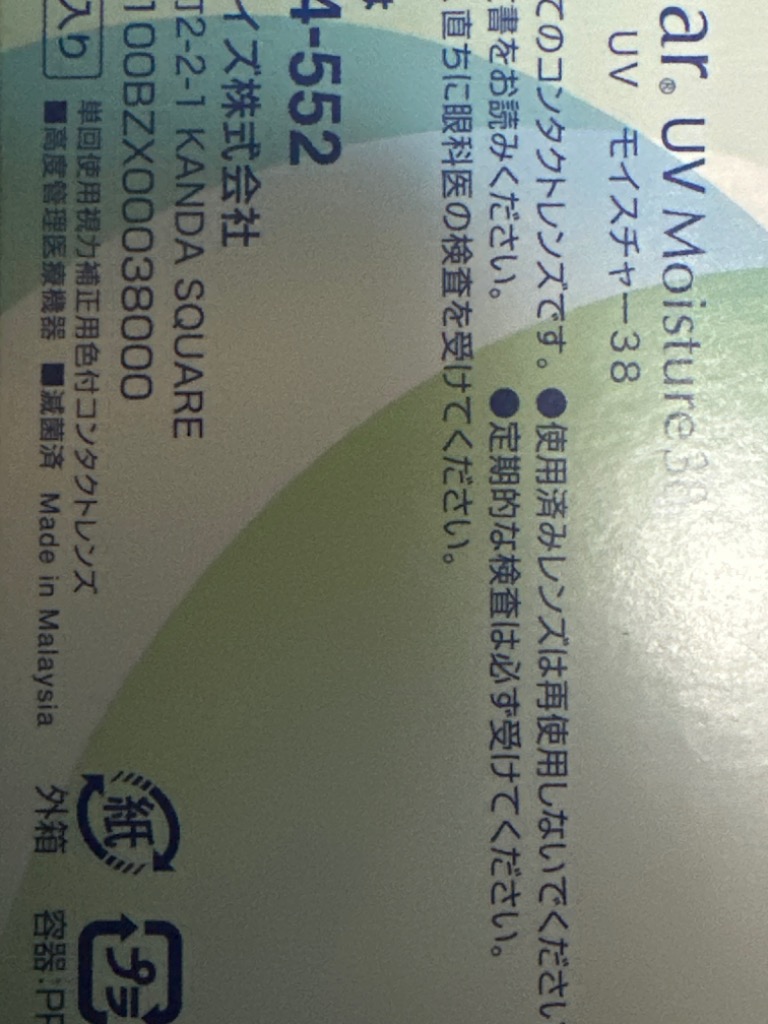 ar® UV Moisture38
UV モイスチャー38
てのコンタクトレンズです。 ●使用済みレンズは再使用しないでください
書をお読みください。 ●定期的な検査は必ず受けてください。
直ちに眼科医の検査を受けてください。
4-552
イズ株式会社
2-2-1 KANDA SQUARE
100BZX00038000
入り
単回使用視力補正用色付コンタクトレンズ
■高度管理医療機器 ■滅菌済 Made in Malaysia
紙
外箱
プラ
容器:PP